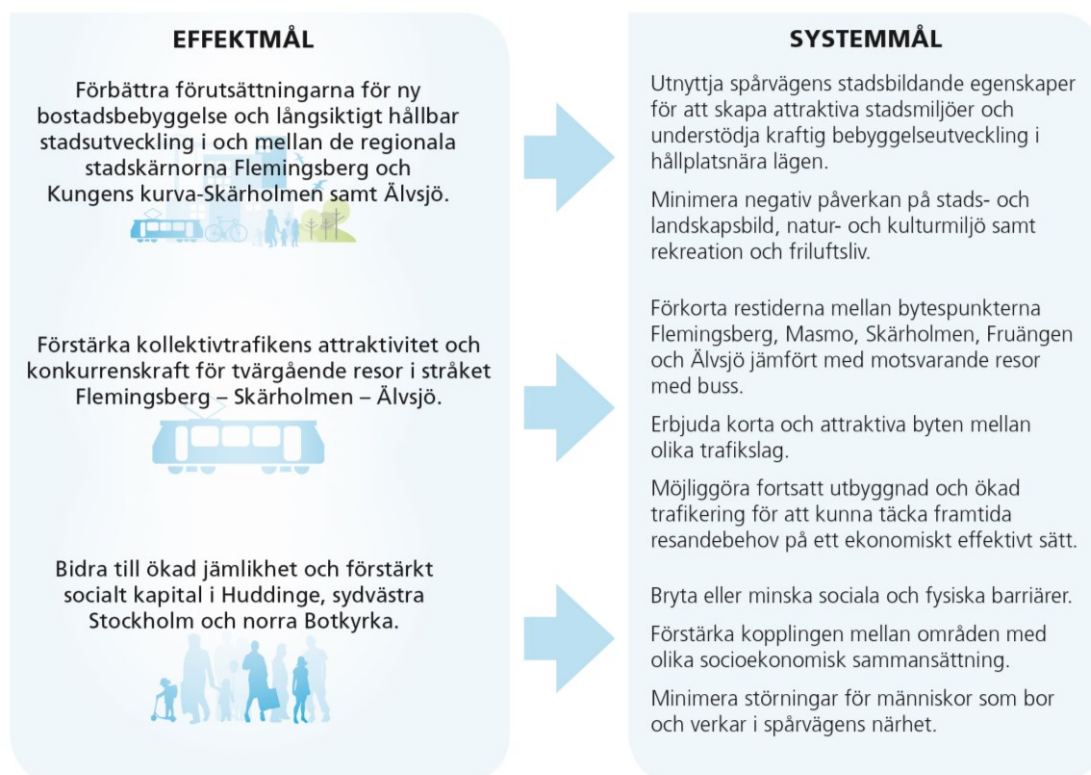 EFFEKTMÅL
Förbättra förutsättningarna för ny
bostadsbebyggelse och långsiktigt hållbar
stadsutveckling i och mellan de regionala
stadskärnorna Flemingsberg och
Kungens kurva-Skärholmen samt Älvsjö.
Förstärka kollektivtrafikens attraktivitet och
konkurrenskraft för tvärgående resor i stråket
Flemingsberg – Skärholmen – Älvsjö.
Bidra till ökad jämlikhet och förstärkt
socialt kapital i Huddinge, sydvästra
Stockholm och norra Botkyrka.
SYSTEMMÅL
Utnyttja spårvägens stadsbildande egenskaper
för att skapa attraktiva stadsmiljöer och
understödja kraftig bebyggelseutveckling i
hållplatsnära lägen.
Minimera negativ påverkan på stads- och
landskapsbild, natur- och kulturmiljö samt
rekreation och friluftsliv.
Förkorta restiderna mellan bytespunkterna
Flemingsberg, Masmo, Skärholmen, Fruängen
och Älvsjö jämfört med motsvarande resor
med buss.
Erbjuda korta och attraktiva byten mellan
olika trafikslag.
Möjliggöra fortsatt utbyggnad och ökad
trafikering för att kunna täcka framtida
resandebehov på ett ekonomiskt effektivt sätt.
Bryta eller minska sociala och fysiska barriärer.
Förstärka kopplingen mellan områden med
olika socioekonomisk sammansättning.
Minimera störningar för människor som bor
och verkar i spårvägens närhet.